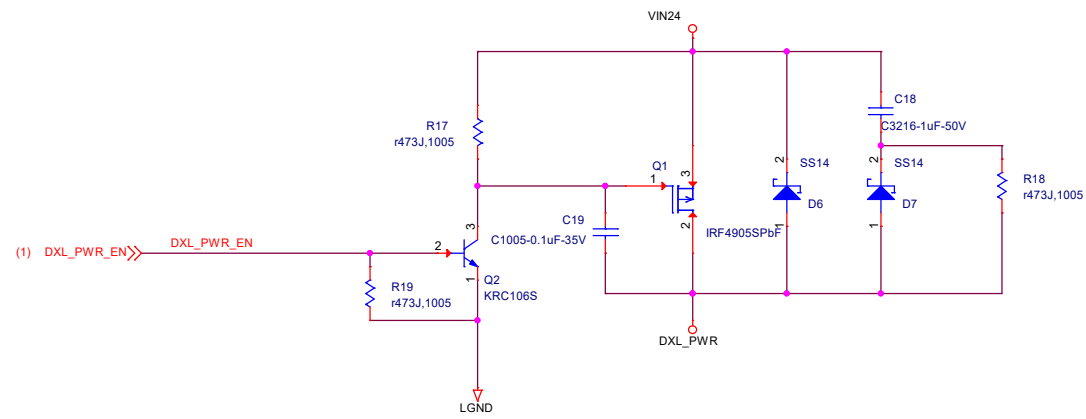 VIN24
R17
r473J,1005
C18
C3216-1uF-50V
Q1
1
3
2
IRF4905SPbF
2
SS14
D6
1
2
SS14
D7
1
R18
r473J,1005
C19
C1005-0.1uF-35V
(1) DXL_PWR_EN
DXL_PWR_EN
2
3
1
Q2
KRC106S
R19
r473J,1005
DXL_PWR
LGND